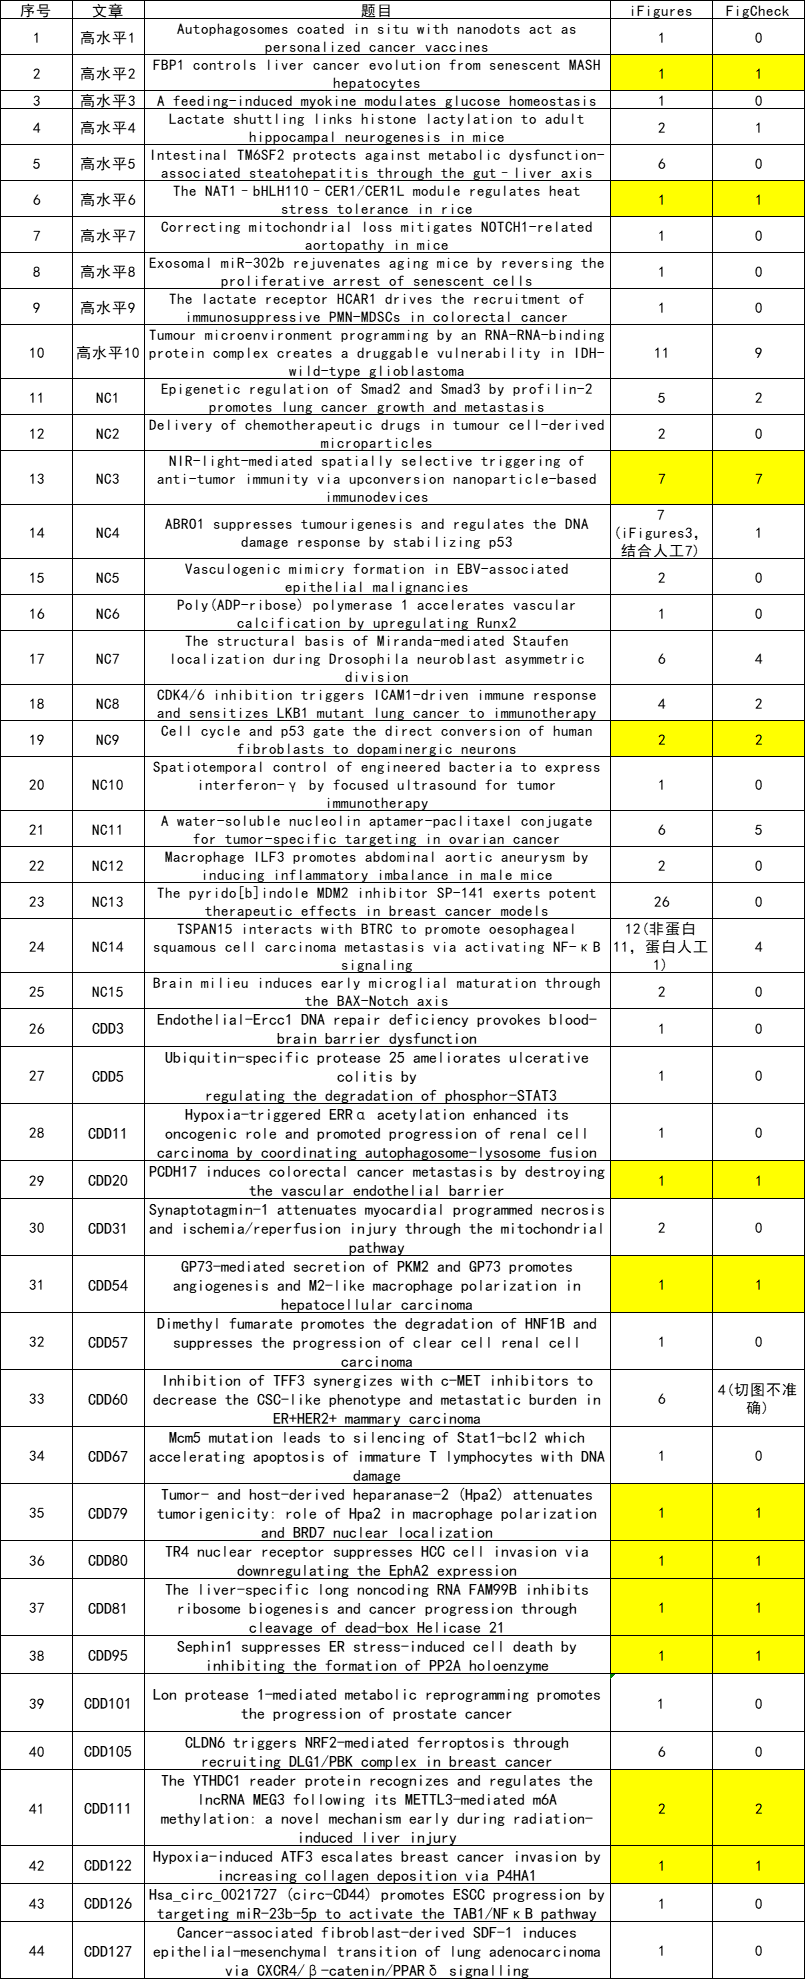 序号 文章 题目 iFigures FigCheck
1 高水平1 Autophagosomes coated in situ with nanodots act as
personalized cancer vaccines 1 0
2 高水平2 FBP1 controls liver cancer evolution from senescent MASH
hepatocytes 1 1
3 高水平3 A feeding-induced myokine modulates glucose homeostasis 1 0
4 高水平4 Lactate shuttling links histone lactylation to adult
hippocampal neurogenesis in mice 2 1
5 高水平5 Intestinal TM6SF2 protects against metabolic dysfunction-
associated steatohepatitis through the gut–liver axis 6 0
6 高水平6 The NAT1–bHLH110–CER1/CER1L module regulates heat
stress tolerance in rice 1 1
7 高水平7 Correcting mitochondrial loss mitigates NOTCH1-related
aortopathy in mice 1 0
8 高水平8 Exosomal miR-302b rejuvenates aging mice by reversing the
proliferative arrest of senescent cells 1 0
9 高水平9 The lactate receptor HCAR1 drives the recruitment of
immunosuppressive PMN-MDSCs in colorectal cancer 1 0
Tumour microenvironment programming by an RNA-RNA-binding
10 高水平10 protein complex creates a druggable vulnerability in IDH-
wild-type glioblastoma 11 9
11 NC1 Epigenetic regulation of Smad2 and Smad3 by profilin-2
promotes lung cancer growth and metastasis 5 2
12 NC2 Delivery of chemotherapeutic drugs in tumour cell-derived
microparticles 2 0
NIR-light-mediated spatially selective triggering of
13 NC3 anti-tumor immunity via upconversion nanoparticle-based 7 7
immunodevices
14 NC4 ABRO1 suppresses tumourigenesis and regulates the DNA
damage response by stabilizing p53 7
(iFigures3,
结合人工7) 1
15 NC5 Vasculogenic mimicry formation in EBV-associated
epithelial malignancies 2 0
16 NC6 Poly(ADP-ribose) polymerase 1 accelerates vascular
calcification by upregulating Runx2 1 0
The structural basis of Miranda-mediated Staufen
17 NC7 localization during Drosophila neuroblast asymmetric 6 4
division
18 NC8 CDK4/6 inhibition triggers ICAM1-driven immune response
and sensitizes LKB1 mutant lung cancer to immunotherapy 4 2
19 NC9 Cell cycle and p53 gate the direct conversion of human
fibroblasts to dopaminergic neurons 2 2
Spatiotemporal control of engineered bacteria to express
20 NC10 interferon-γ by focused ultrasound for tumor 1 0
immunotherapy
21 NC11 A water-soluble nucleolin aptamer-paclitaxel conjugate
for tumor-specific targeting in ovarian cancer 6 5
22 NC12 Macrophage ILF3 promotes abdominal aortic aneurysm by
inducing inflammatory imbalance in male mice 2 0
23 NC13 The pyrido[b]indole MDM2 inhibitor SP-141 exerts potent
therapeutic effects in breast cancer models 26 0
TSPAN15 interacts with BTRC to promote oesophageal
24 NC14 squamous cell carcinoma metastasis via activating NF-κB
signaling 12(非蛋白
11，蛋白人工
1) 4
25 NC15 Brain milieu induces early microglial maturation through
the BAX-Notch axis 2 0
26 CDD3 Endothelial-Ercc1 DNA repair deficiency provokes blood-
brain barrier dysfunction 1 0
Ubiquitin-specific protease 25 ameliorates ulcerative
27 CDD5 colitis by 1 0
regulating the degradation of phosphor-STAT3
Hypoxia-triggered ERRα acetylation enhanced its
28 CDD11 oncogenic role and promoted progression of renal cell 1 0
carcinoma by coordinating autophagosome-lysosome fusion
29 CDD20 PCDH17 induces colorectal cancer metastasis by destroying
the vascular endothelial barrier 1 1
Synaptotagmin-1 attenuates myocardial programmed necrosis
30 CDD31 and ischemia/reperfusion injury through the mitochondrial 2 0
pathway
GP73-mediated secretion of PKM2 and GP73 promotes
31 CDD54 angiogenesis and M2-like macrophage polarization in 1 1
hepatocellular carcinoma
Dimethyl fumarate promotes the degradation of HNF1B and
32 CDD57 suppresses the progression of clear cell renal cell 1 0
carcinoma
Inhibition of TFF3 synergizes with c-MET inhibitors to
33 CDD60 decrease the CSC-like phenotype and metastatic burden in 6
ER+HER2+ mammary carcinoma 4(切图不准
确)
Mcm5 mutation leads to silencing of Stat1-bcl2 which
34 CDD67 accelerating apoptosis of immature T lymphocytes with DNA 1 0
damage
Tumor- and host-derived heparanase-2 (Hpa2) attenuates
35 CDD79 tumorigenicity: role of Hpa2 in macrophage polarization 1 1
and BRD7 nuclear localization
36 CDD80 TR4 nuclear receptor suppresses HCC cell invasion via
downregulating the EphA2 expression 1 1
The liver-specific long noncoding RNA FAM99B inhibits
37 CDD81 ribosome biogenesis and cancer progression through 1 1
cleavage of dead-box Helicase 21
38 CDD95 Sephin1 suppresses ER stress-induced cell death by
inhibiting the formation of PP2A holoenzyme 1 1
39 CDD101 Lon protease 1-mediated metabolic reprogramming promotes
the progression of prostate cancer 1 0
40 CDD105 CLDN6 triggers NRF2-mediated ferroptosis through
recruiting DLG1/PBK complex in breast cancer 6 0
The YTHDC1 reader protein recognizes and regulates the
41 CDD111 lncRNA MEG3 following its METTL3-mediated m6A 2 2
methylation: a novel mechanism early during radiation-
induced liver injury
42 CDD122 Hypoxia-induced ATF3 escalates breast cancer invasion by
increasing collagen deposition via P4HA1 1 1
43 CDD126 Hsa_circ_0021727 (circ-CD44) promotes ESCC progression by
targeting miR-23b-5p to activate the TAB1/NFκB pathway 1 0
Cancer-associated fibroblast-derived SDF-1 induces
44 CDD127 epithelial-mesenchymal transition of lung adenocarcinoma 1 0
via CXCR4/β-catenin/PPARδ signalling